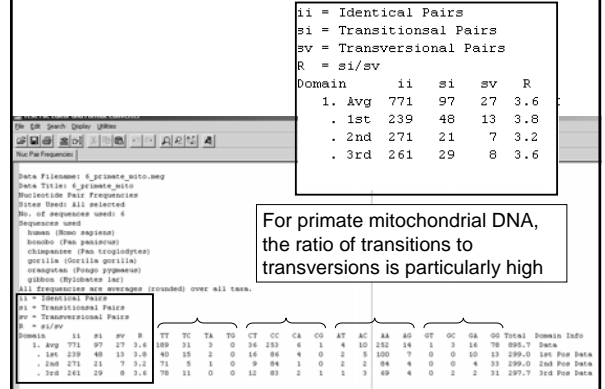 ii = Identical Pairs
si = Transitionsal Pairs
sv = Transversional Pairs
R = si/sv
Domain ii si sv R
1. Avg 771 97 27 3.6
. 1st 239 48 13 3.8
. 2nd 271 21 7 3.2
. 3rd 261 29 8 3.6
File Edit Search Display Utilities
Nuc Pair Frequencies
Data Filename: 6_primate_mito.meg
Data Title: 6_primate_mito
Nucleotide Pair Frequencies
Sites Used: All selected
No. of sequences used: 6
Sequences used
human (Homo sapiens)
bonobo (Pan paniscus)
chimpanzee (Pan troglodytes)
gorilla (Gorilla gorilla)
orangutan (Pongo pygmaeus)
gibbon (Hylobates lar)
All frequencies are averages (rounded) over all taxa.
For primate mitochondrial DNA,
the ratio of transitions to
transversions is particularly high
ii = Identical Pairs
si = Transitionsal Pairs
sv = Transversional Pairs
R = si/sv
Domain ii si sv R TT TC TA TG CT CC CA CG AT AC AA AG GT GC GA GG Total Domain Info
1. Avg 771 97 27 3.6 189 31 3 0 36 253 6 1 4 10 252 14 1 3 16 78 895.7 Data
. 1st 239 48 13 3.8 40 15 2 0 16 86 4 0 2 5 100 7 0 0 10 13 299.0 1st Pos Data
. 2nd 271 21 7 3.2 71 5 1 0 9 84 1 0 2 2 84 4 0 0 4 33 299.0 2nd Pos Data
. 3rd 261 29 8 3.6 78 11 0 0 12 83 2 1 1 3 69 4 0 2 2 31 297.7 3rd Pos Data